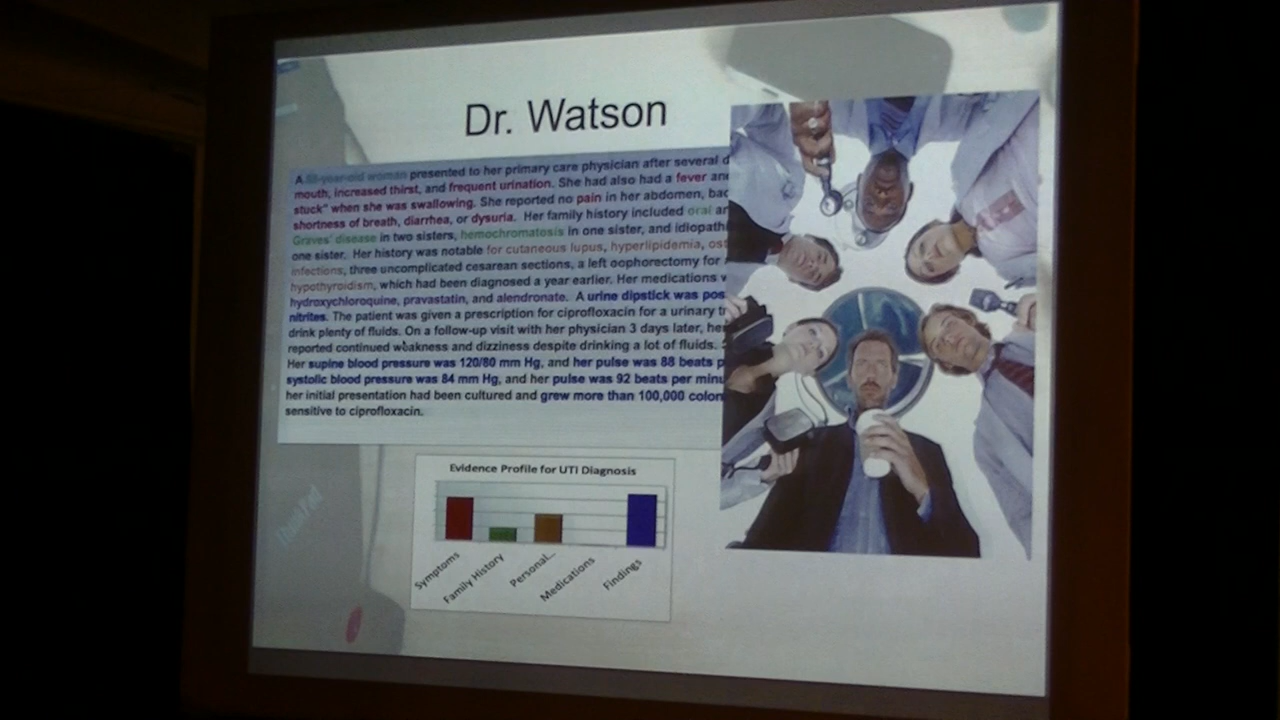 Dr. Watson
A 58-year-old woman presented to her primary care physician after several d
mouth, increased thirst, and frequent urination. She had also had a fever an
stuck" when she was swallowing. She reported no pain in her abdomen, bac
shortness of breath, diarrhea, or dysuria. Her family history included oral an
Graves' disease in two sisters, hemochromatosis in one sister, and idiopath
one sister. Her history was notable for cutaneous lupus, hyperlipidemia, ost
infections, three uncomplicated cesarean sections, a left oophorectomy for
hypothyroidism, which had been diagnosed a year earlier. Her medications w
hydroxychloroquine, pravastatin, and alendronate. A urine dipstick was pos
nitrites. The patient was given a prescription for ciprofloxacin for a urinary tr
drink plenty of fluids. On a follow-up visit with her physician 3 days later, her
reported continued weakness and dizziness despite drinking a lot of fluids.
Her supine blood pressure was 120/80 mm Hg, and her pulse was 88 beats p
systolic blood pressure was 84 mm Hg, and her pulse was 92 beats per minu
her initial presentation had been cultured and grew more than 100,000 colon
sensitive to ciprofloxacin.
Evidence Profile for UTI Diagnosis
Symptoms
Family History
Personal...
Medications
Findings
ThinkPad